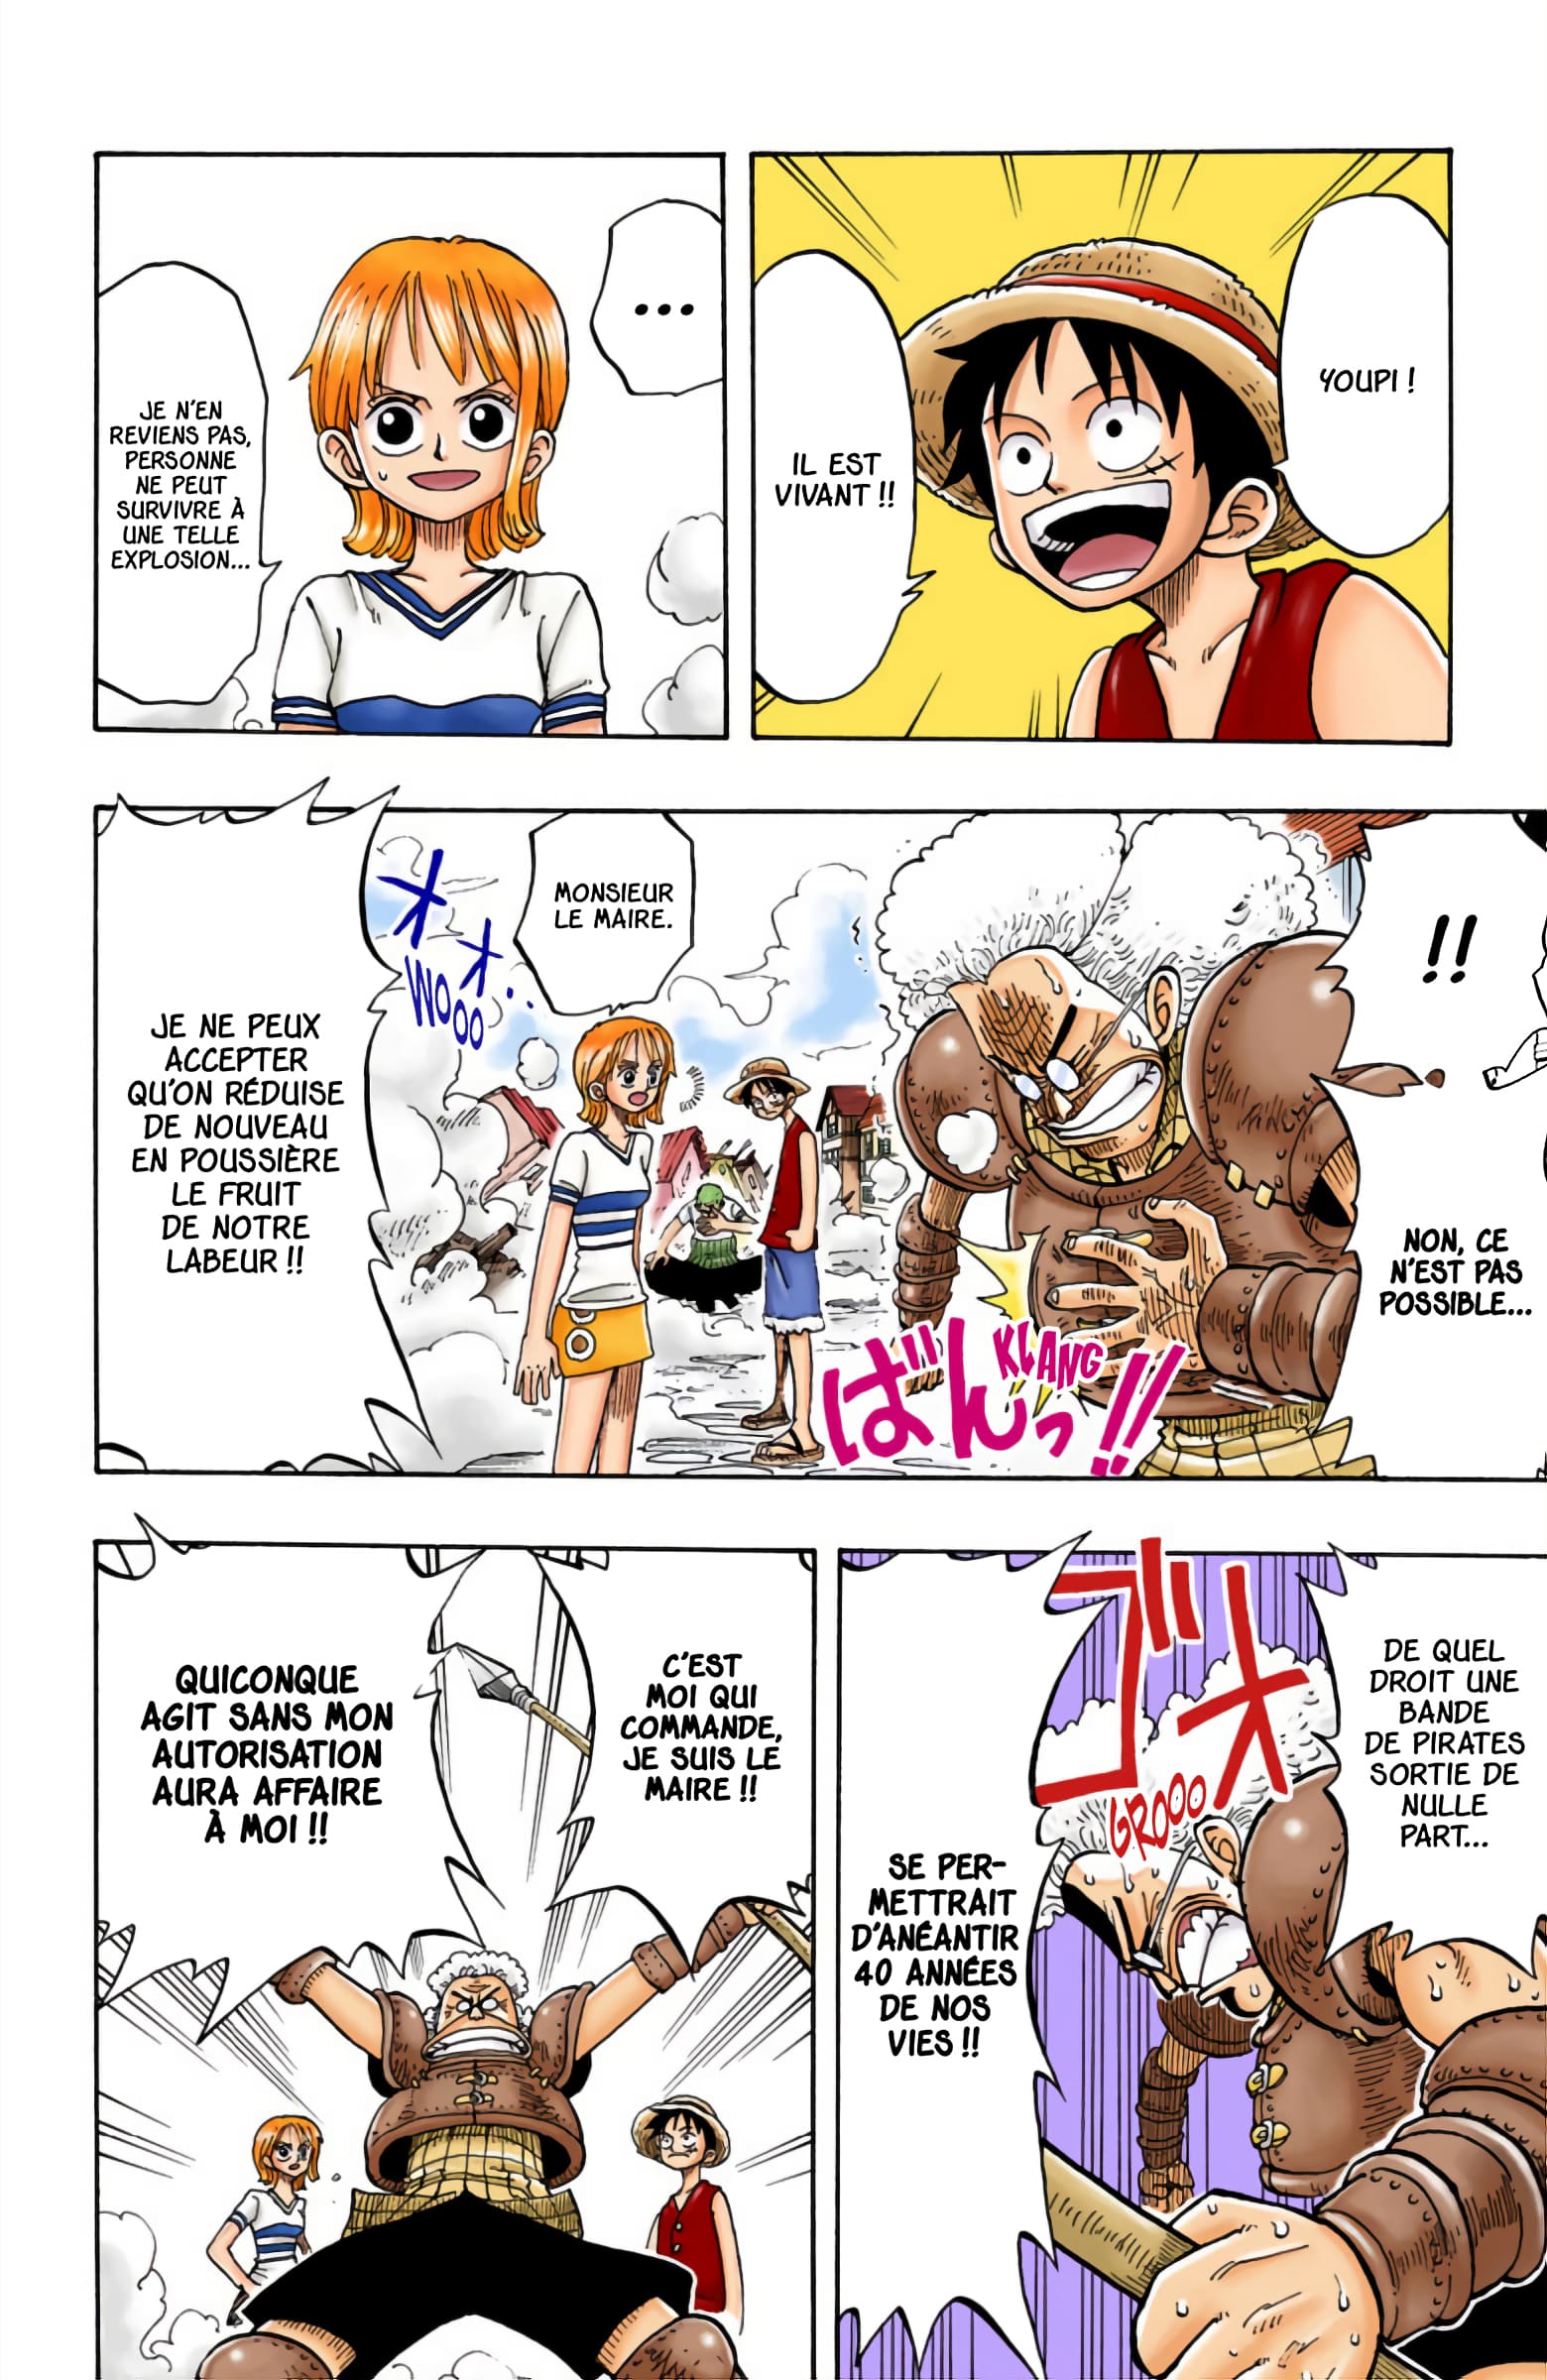 YOUPI !
IL EST
VIVANT !!
...
JE N'EN
REVIENS PAS,
PERSONNE
NE PEUT
SURVIVRE À
UNE TELLE
EXPLOSION...
!!
NON, CE
N'EST PAS
POSSIBLE...
ばんっ!!
KLANG
MONSIEUR
LE MAIRE.
オオ..
WOOO
JE NE PEUX
ACCEPTER
QU'ON RÉDUISE
DE NOUVEAU
EN POUSSIÈRE
LE FRUIT
DE NOTRE
LABEUR !!
DE QUEL
DROIT UNE
BANDE
DE PIRATES
SORTIE DE
NULLE
PART...
ゴオ
GROOO
SE PER-
METTRAIT
D'ANÉANTIR
40 ANNÉES
DE NOS
VIES !!
C'EST
MOI QUI
COMMANDE,
JE SUIS LE
MAIRE !!
QUICONQUE
AGIT SANS MON
AUTORISATION
AURA AFFAIRE
À MOI !!